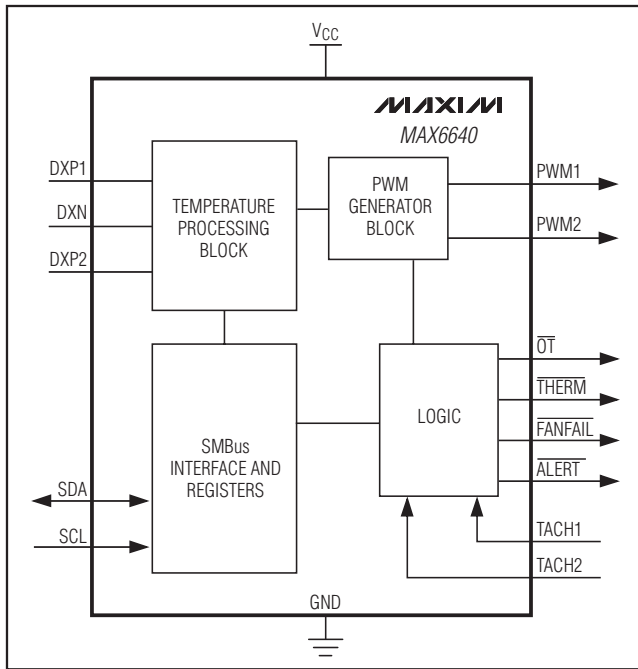 VCC
MAXIM
MAX6640
DXP1
DXN
DXP2
TEMPERATURE
PROCESSING
BLOCK
PWM
GENERATOR
BLOCK
PWM1
PWM2
SMBus
INTERFACE AND
REGISTERS
LOGIC
OT
THERM
FANFAIL
ALERT
SDA
SCL
TACH1
TACH2
GND